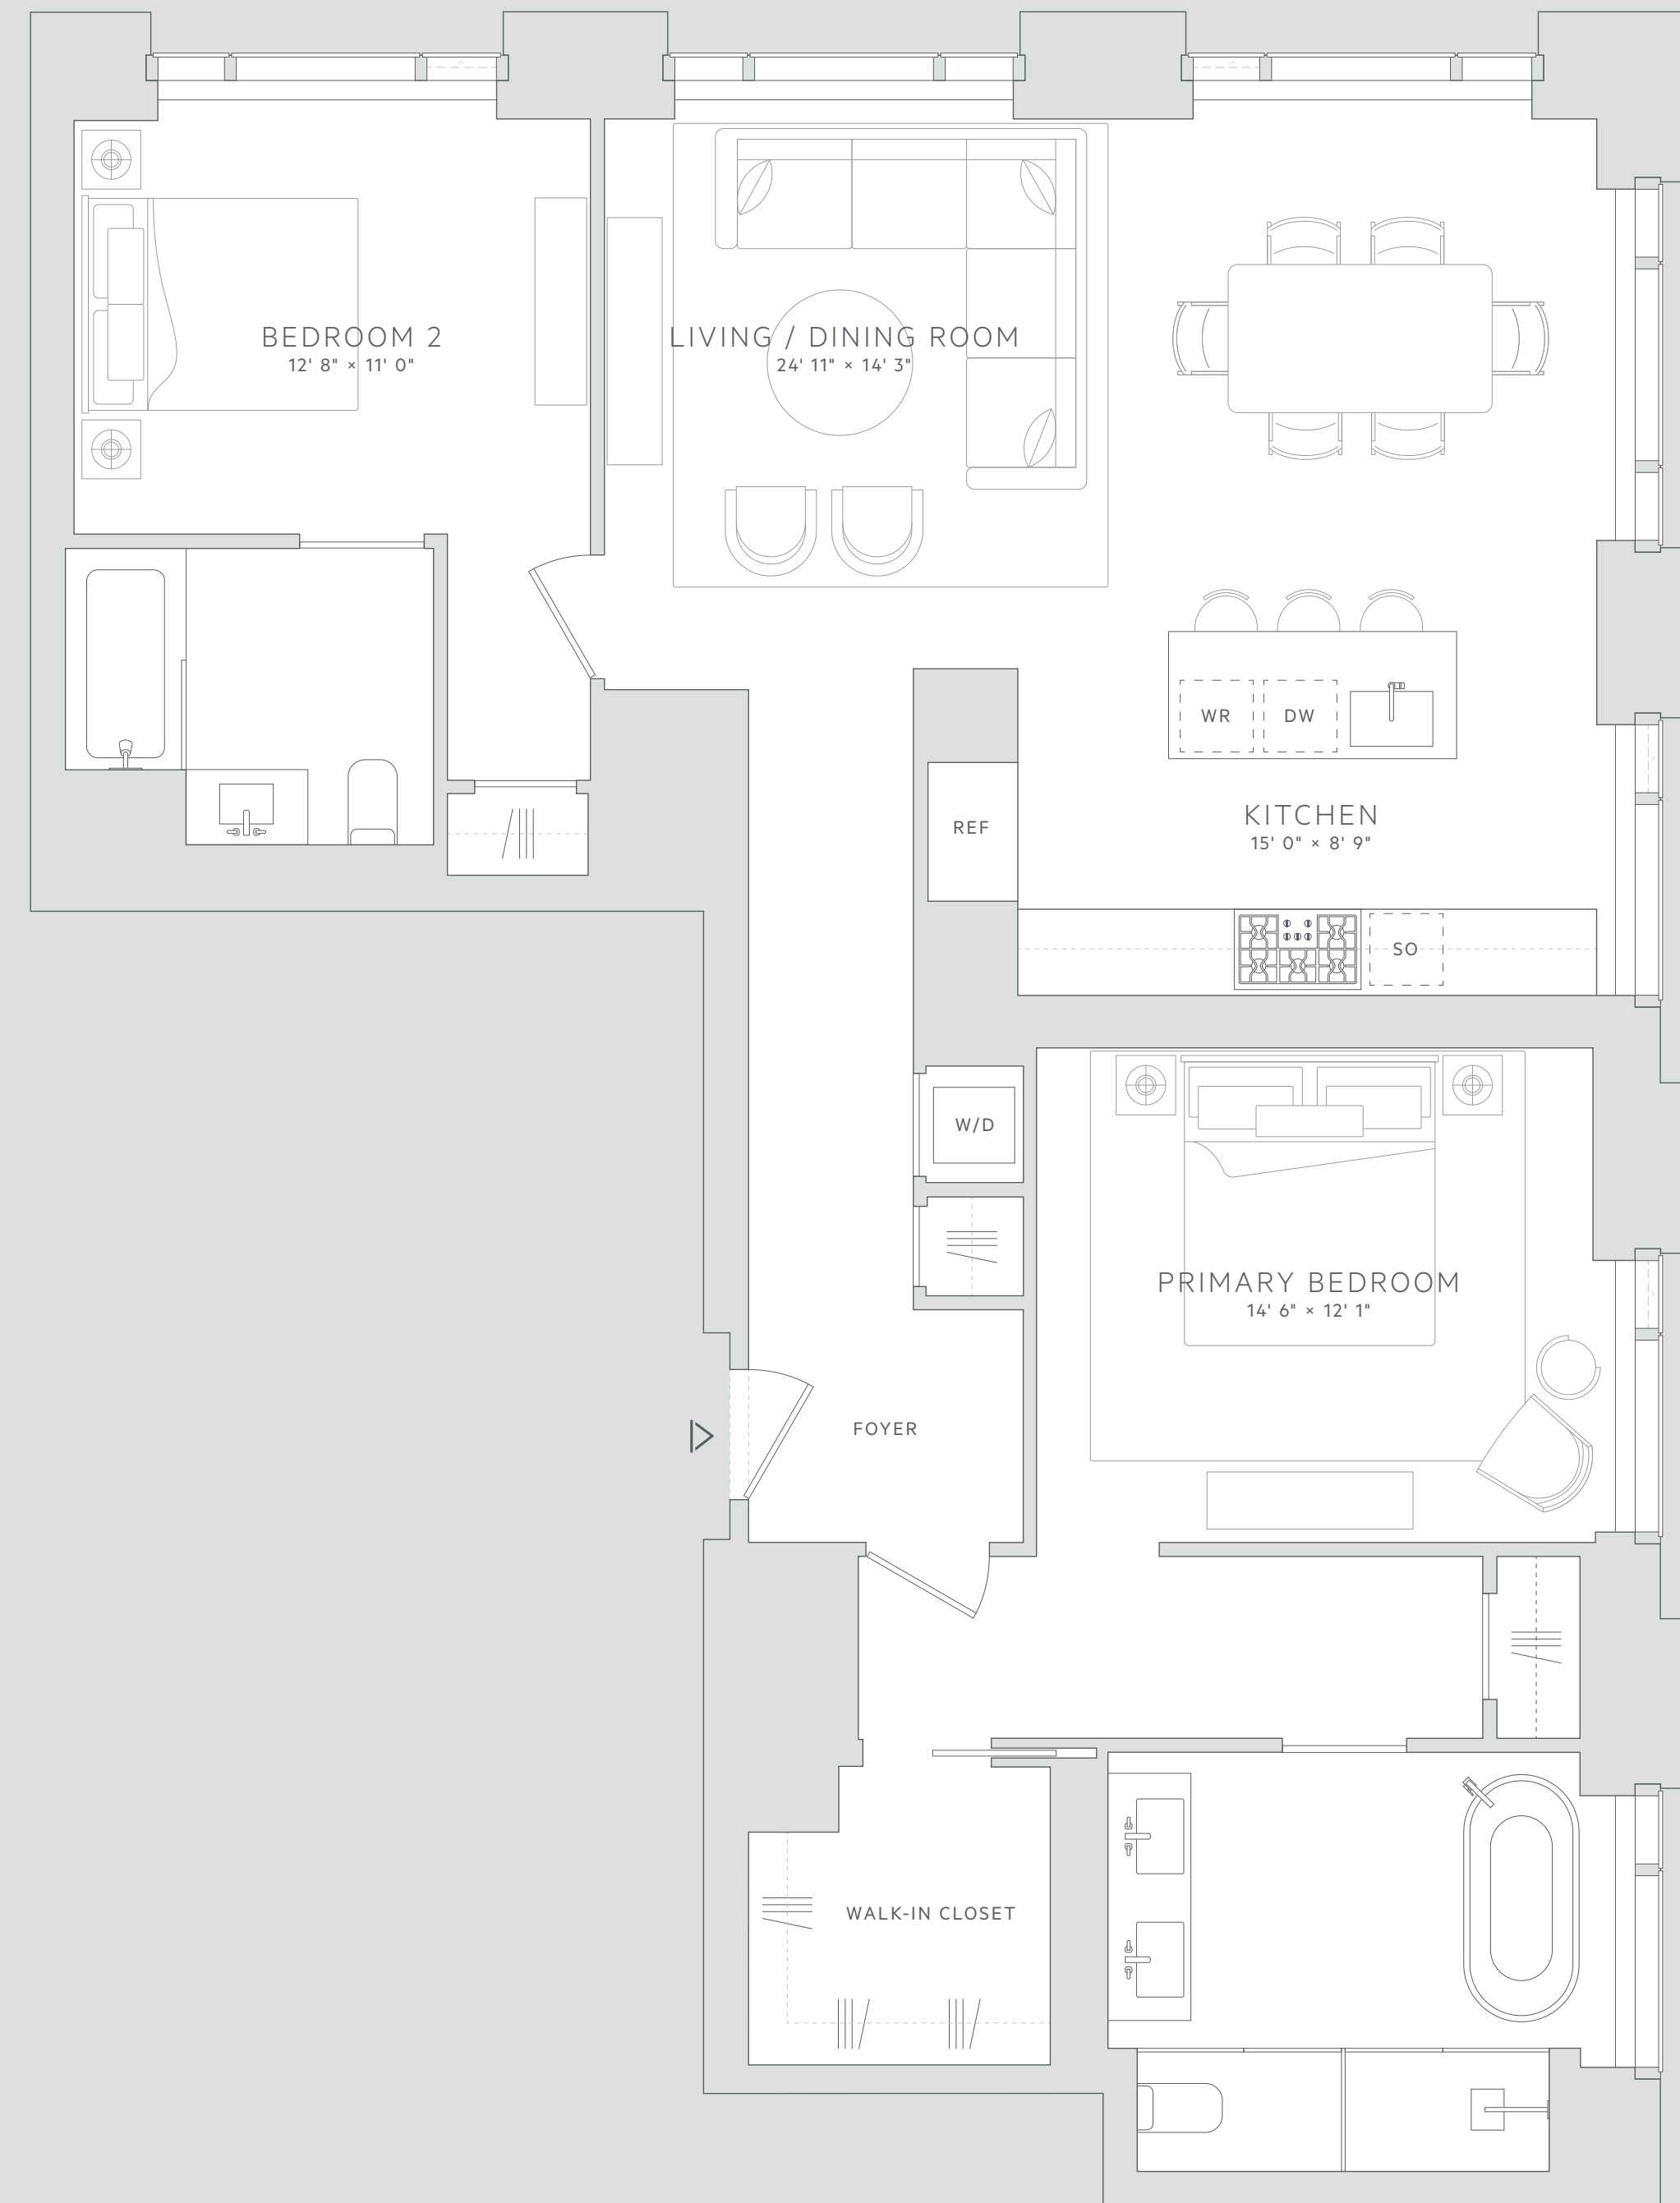 BEDROOM 2
12' 8" × 11' 0"
LIVING / DINING ROOM
24' 11" × 14' 3"
WR
DW
KITCHEN
15' 0" × 8' 9"
REF
SO
W/D
PRIMARY BEDROOM
14' 6" × 12' 1"
FOYER
WALK-IN CLOSET